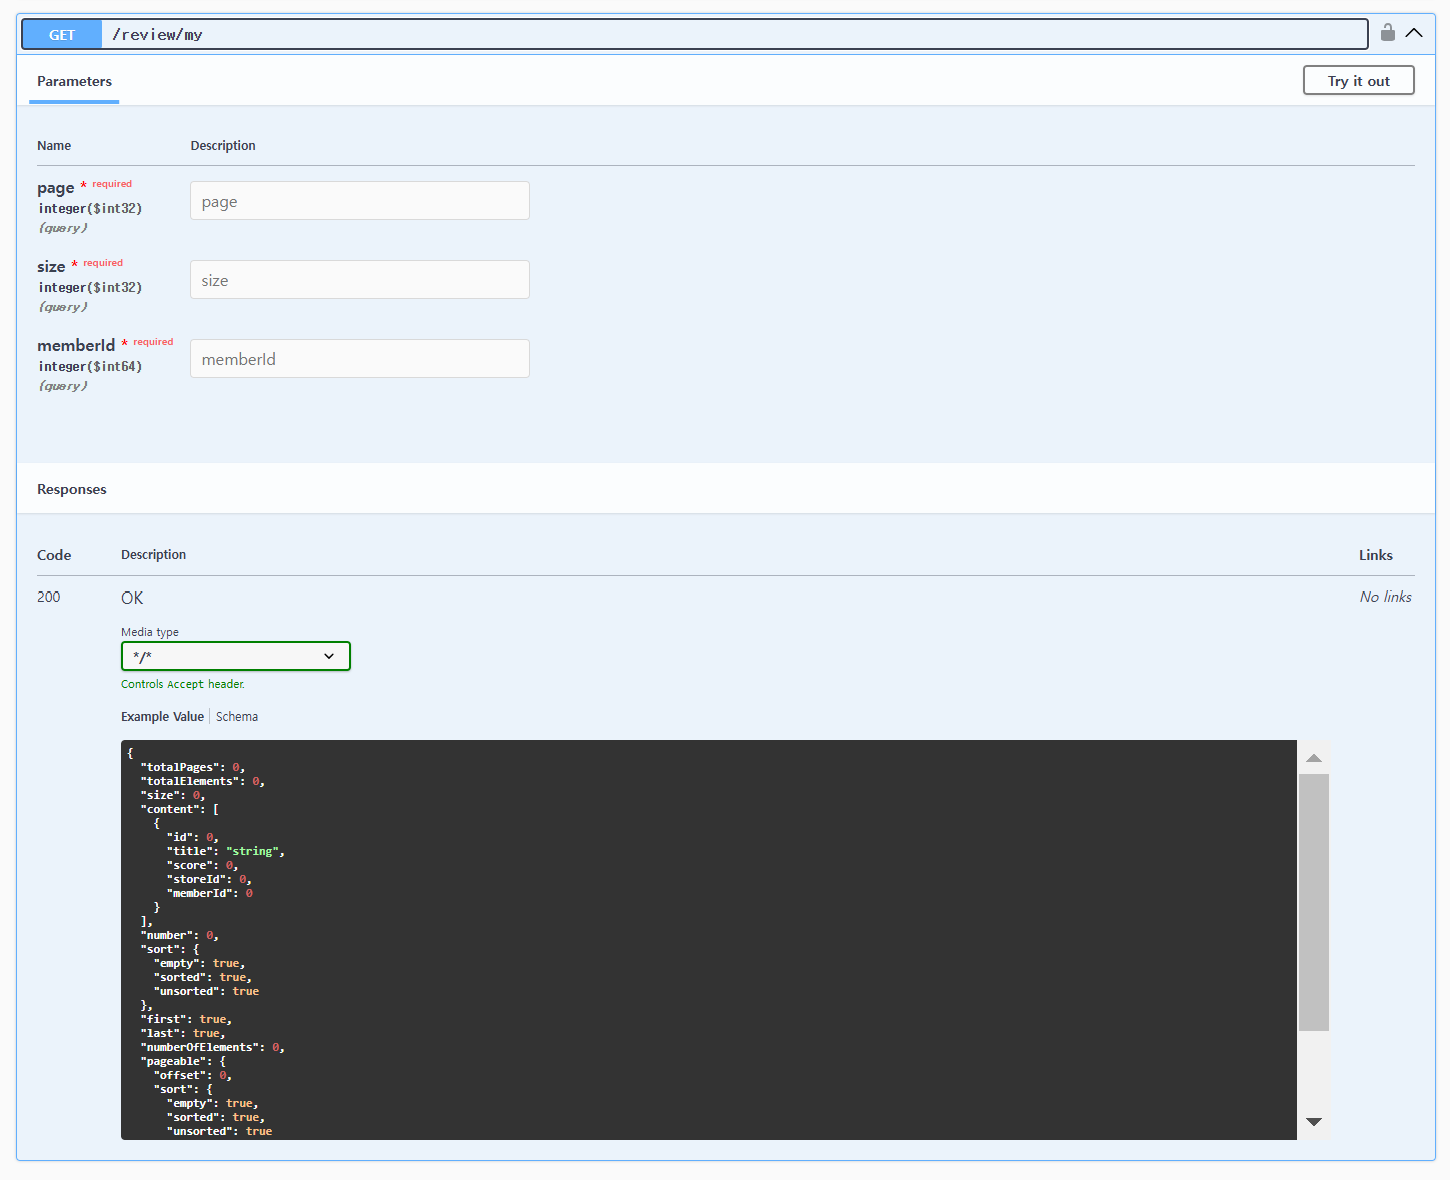 GET /review/my
Parameters
Try it out
Name Description
page * required
integer($int32)
(query)
page
size * required
integer($int32)
(query)
size
memberId * required
integer($int64)
(query)
memberId
Responses
Code Description Links
200 OK No links
Media type
*/*
Controls Accept header.
Example Value Schema
{
  "totalPages": 0,
  "totalElements": 0,
  "size": 0,
  "content": [
    {
      "id": 0,
      "title": "string",
      "score": 0,
      "storeId": 0,
      "memberId": 0
    }
  ],
  "number": 0,
  "sort": {
    "empty": true,
    "sorted": true,
    "unsorted": true
  },
  "first": true,
  "last": true,
  "numberOfElements": 0,
  "pageable": {
    "offset": 0,
    "sort": {
      "empty": true,
      "sorted": true,
      "unsorted": true